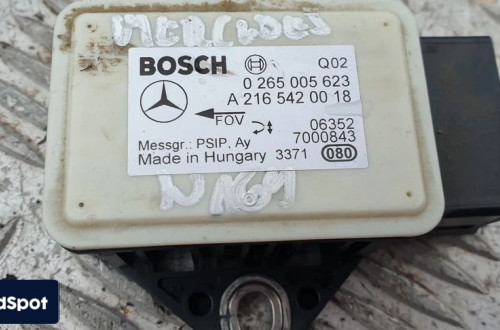 MERCEDES
BOSCH Q02
0 265 005 623
A 216 542 00 18
FOV 06352
Messgr.: PSIP. Ay 7000843
Made in Hungary 3371 080
W169
dSpot